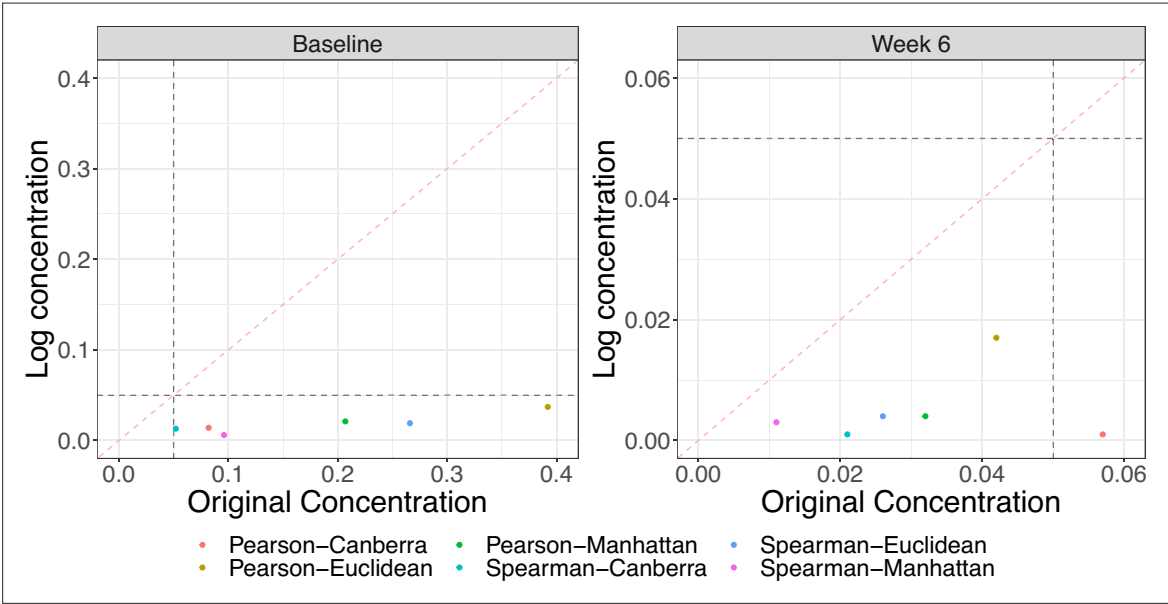 Baseline
Week 6
Log concentration
0.4
0.3
0.2
0.1
0.0
0.0 0.1 0.2 0.3 0.4
Original Concentration
Log concentration
0.06
0.04
0.02
0.00
0.00 0.02 0.04 0.06
Original Concentration
Pearson−Canberra Pearson−Manhattan Spearman−Euclidean
Pearson−Euclidean Spearman−Canberra Spearman−Manhattan